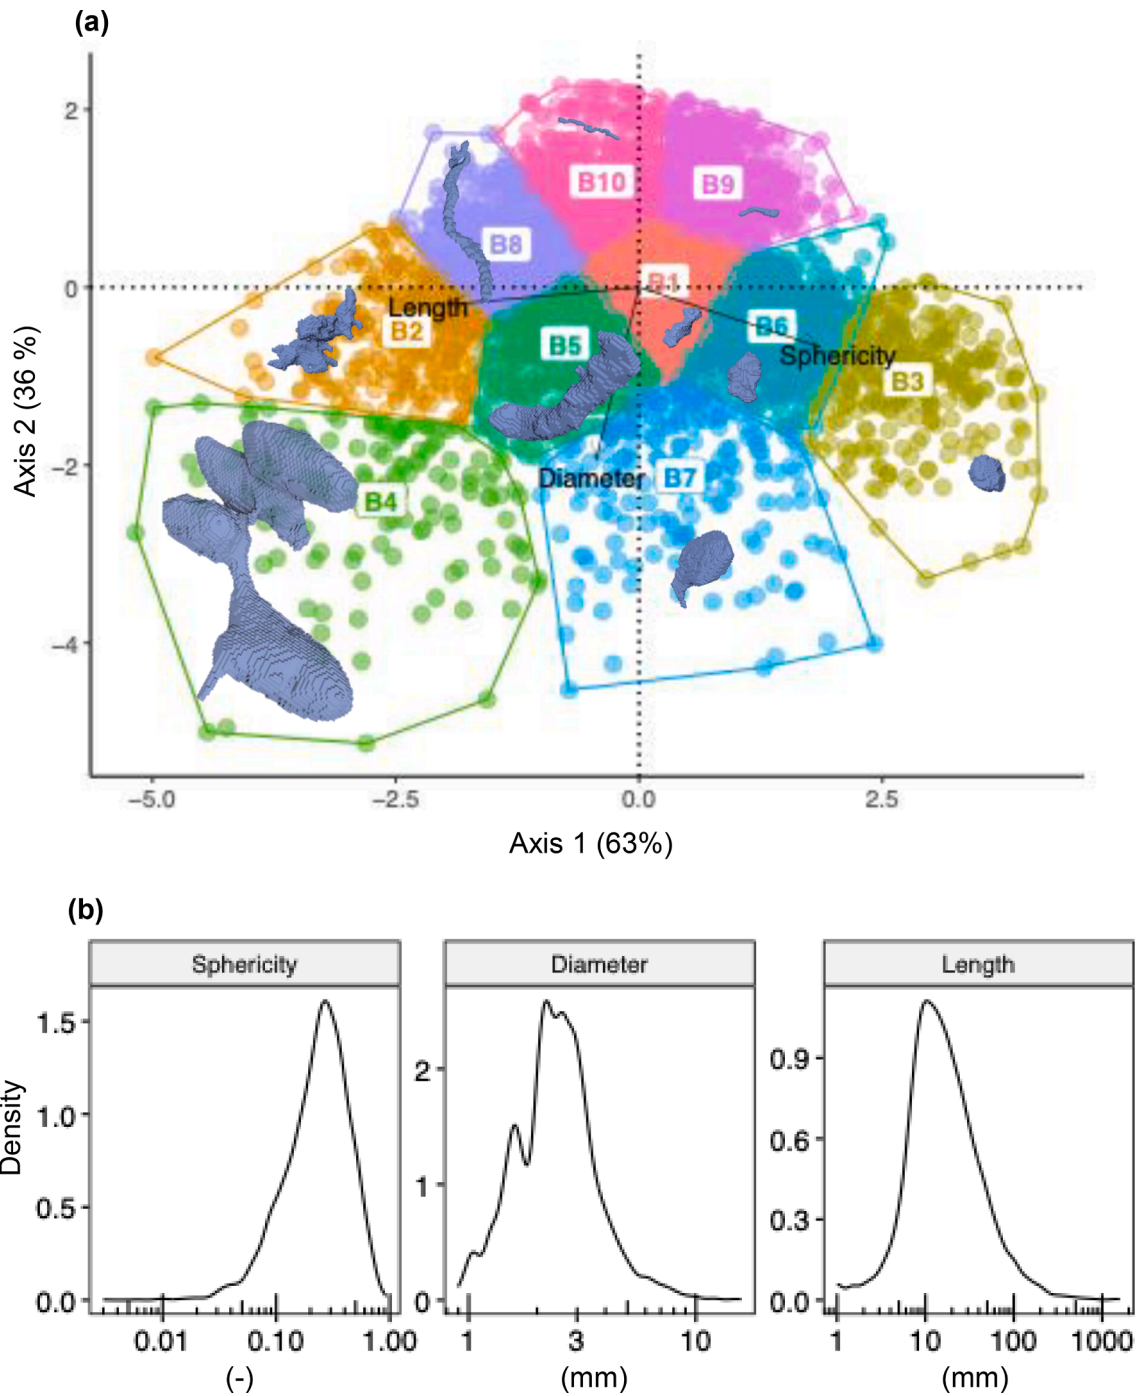 (a)
2
0
−2
−4
Axis 2 (36 %)
B10
B9
B8
B1
Length
B2
B5
B6
Sphericity
B3
Diameter
B7
B4
−5.0
−2.5
0.0
2.5
Axis 1 (63%)
(b)
Sphericity
Diameter
Length
Density
1.5
1.0
0.5
0.0
2
1
0
0.9
0.6
0.3
0.0
0.01
0.10
1.00
1
3
10
1
10
100
1000
(-)
(mm)
(mm)